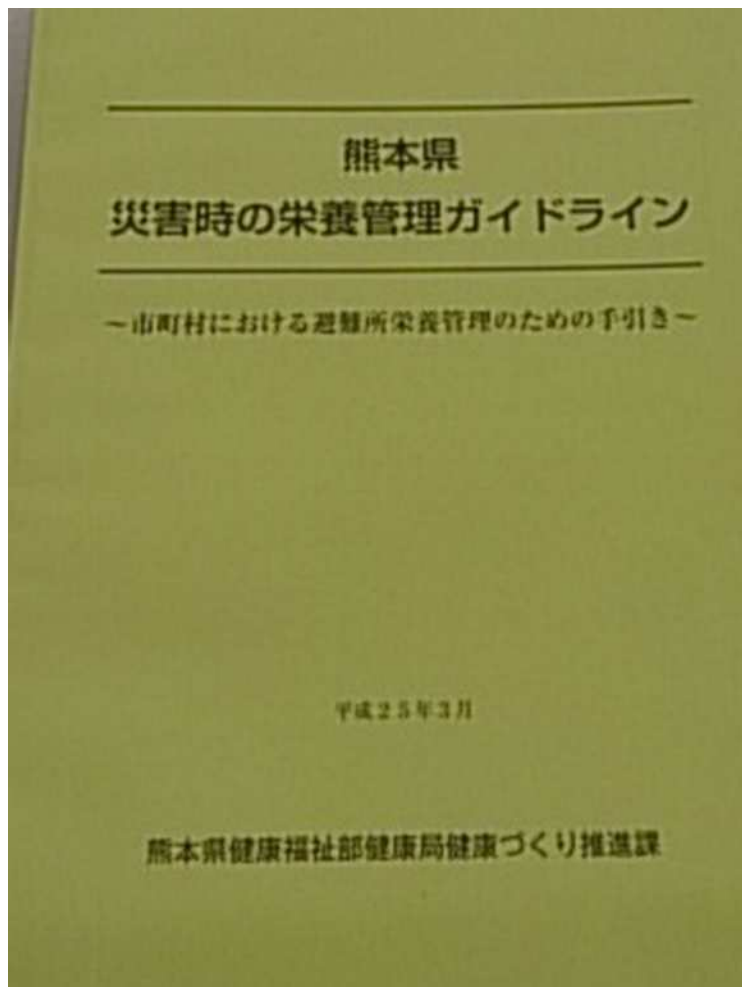 熊本県
災害時の栄養管理ガイドライン
～市町村における避難所栄養管理のための手引き～
平成25年3月
熊本県健康福祉部健康局健康づくり推進課